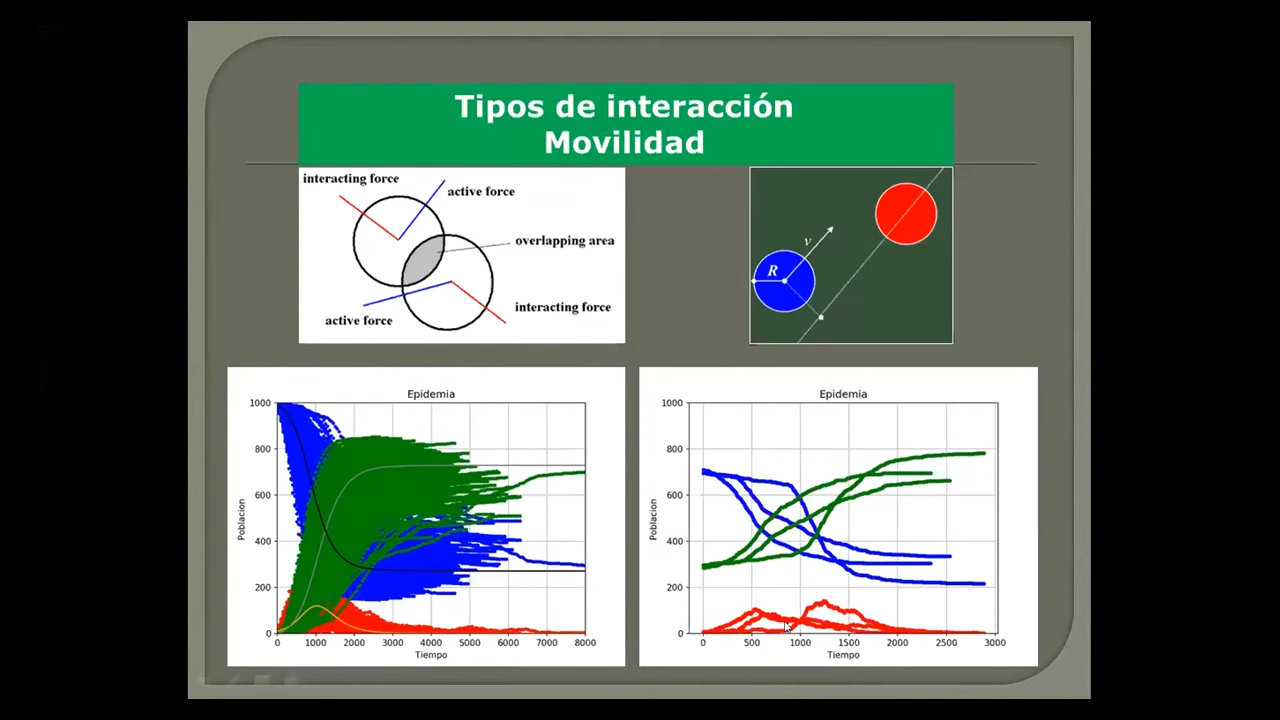 Tipos de interacción
Movilidad
interacting force
active force
overlapping area
interacting force
active force
v
R
Epidemia
1000
800
600
400
200
0
Poblacion
0 1000 2000 3000 4000 5000 6000 7000 8000
Tiempo
Epidemia
1000
800
600
400
200
0
Poblacion
0 500 1000 1500 2000 2500 3000
Tiempo